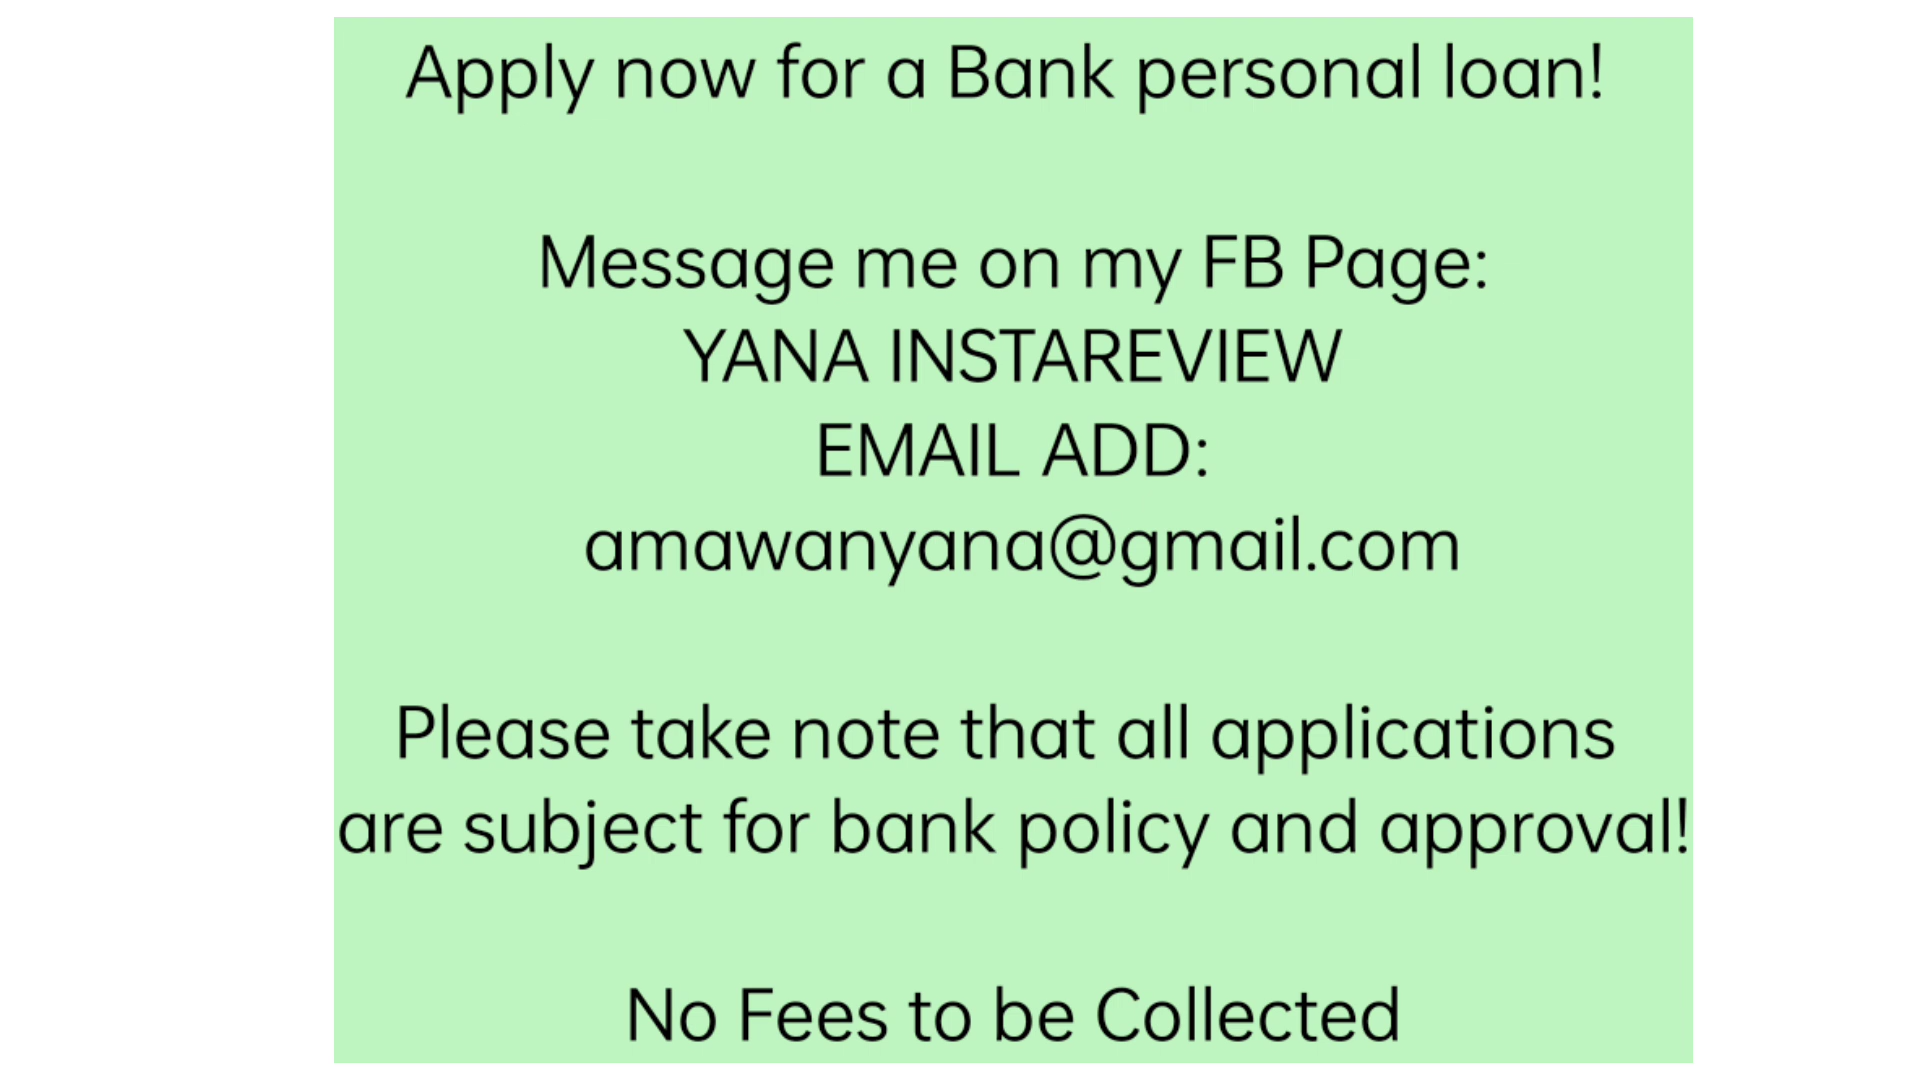 Apply now for a Bank personal loan!
Message me on my FB Page:
YANA INSTAREVIEW
EMAIL ADD:
amawanyana@gmail.com
Please take note that all applications
are subject for bank policy and approval!
No Fees to be Collected